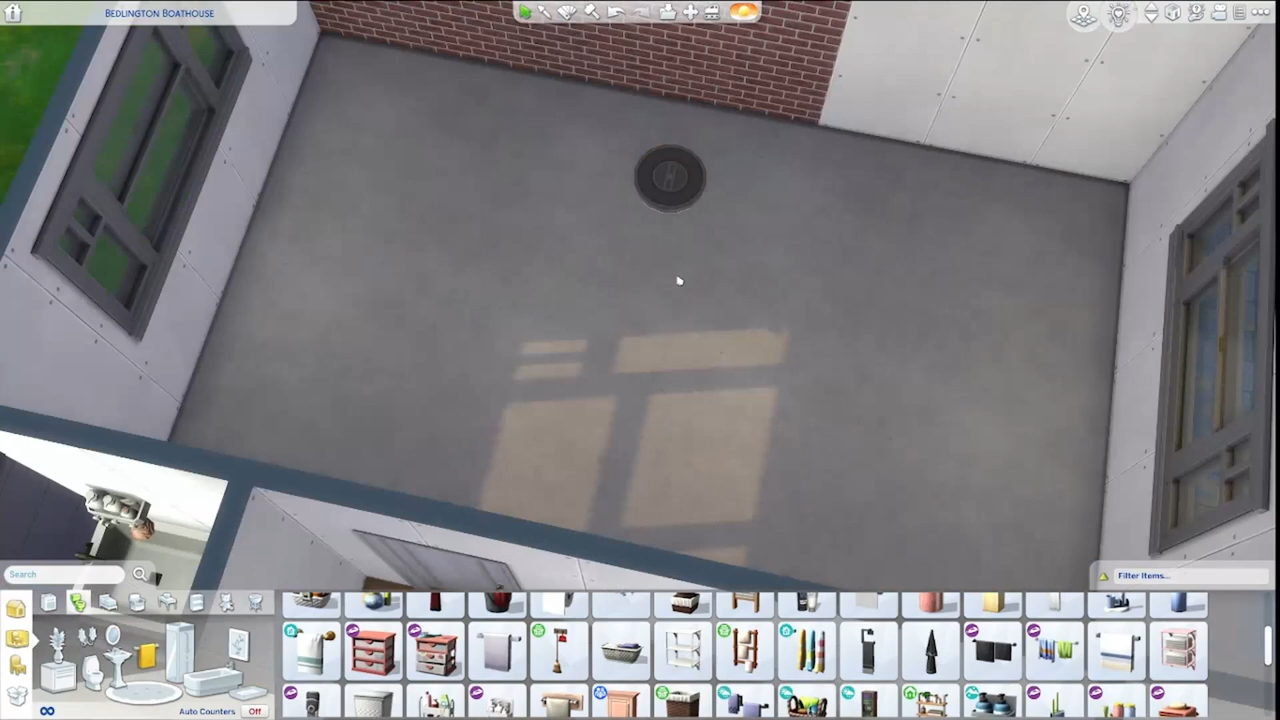 BEDLINGTON BOATHOUSE
Search
Filter Items...
Auto Counters
Off